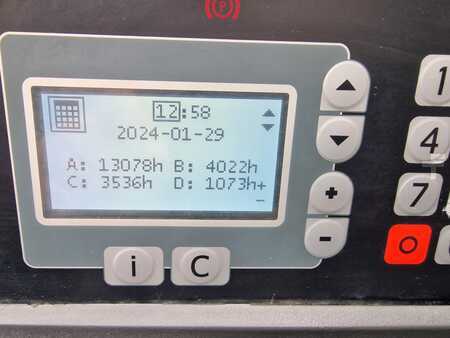 P
12:58
2024-01-29
A: 13078h B: 4022h
C: 3536h D: 1073h+
-
+
-
i C
1
4
7
O